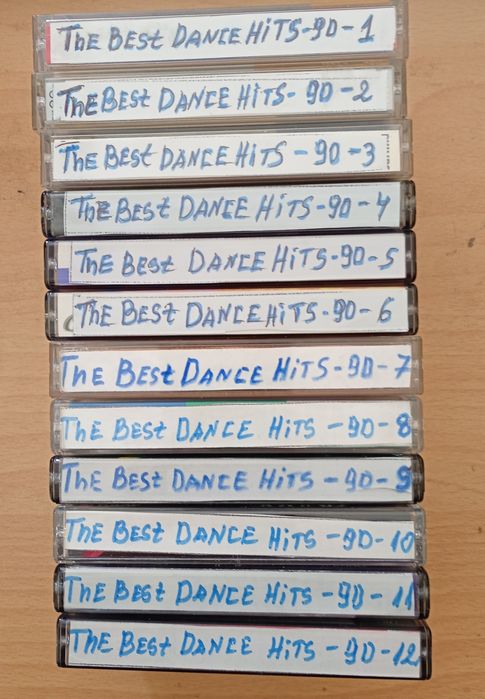 The Best Dance Hits-90-1
The Best Dance Hits-90-2
The Best Dance Hits-90-3
The Best Dance Hits-90-4
The Best Dance Hits-90-5
The Best Dance Hits-90-6
The Best Dance Hits-90-7
The Best Dance Hits-90-8
The Best Dance Hits-90-9
The Best Dance Hits-90-10
The Best Dance Hits-90-11
The Best Dance Hits-90-12